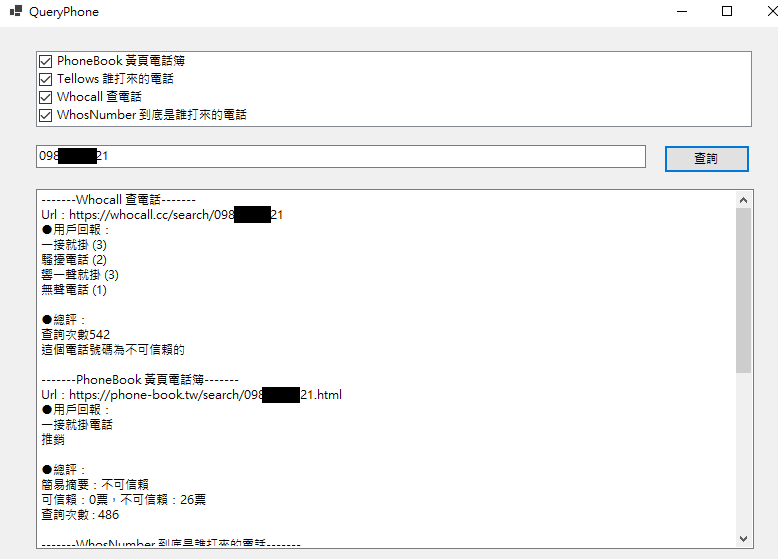 QueryPhone
PhoneBook 黃頁電話簿
Tellows 誰打來的電話
Whocall 查電話
WhosNumber 到底是誰打來的電話
098 21
查詢
-------Whocall 查電話-------
Url：https://whocall.cc/search/098 21
●用戶回報：
一接就掛 (3)
騷擾電話 (2)
響一聲就掛 (3)
無聲電話 (1)
●總評：
查詢次數542
這個電話號碼為不可信賴的
-------PhoneBook 黃頁電話簿-------
Url：https://phone-book.tw/search/098 21.html
●用戶回報：
一接就掛電話
推銷
●總評：
簡易摘要：不可信賴
可信賴：0票，不可信賴：26票
查詢次數：486
-------WhosNumber 到底是誰打來的電話-------